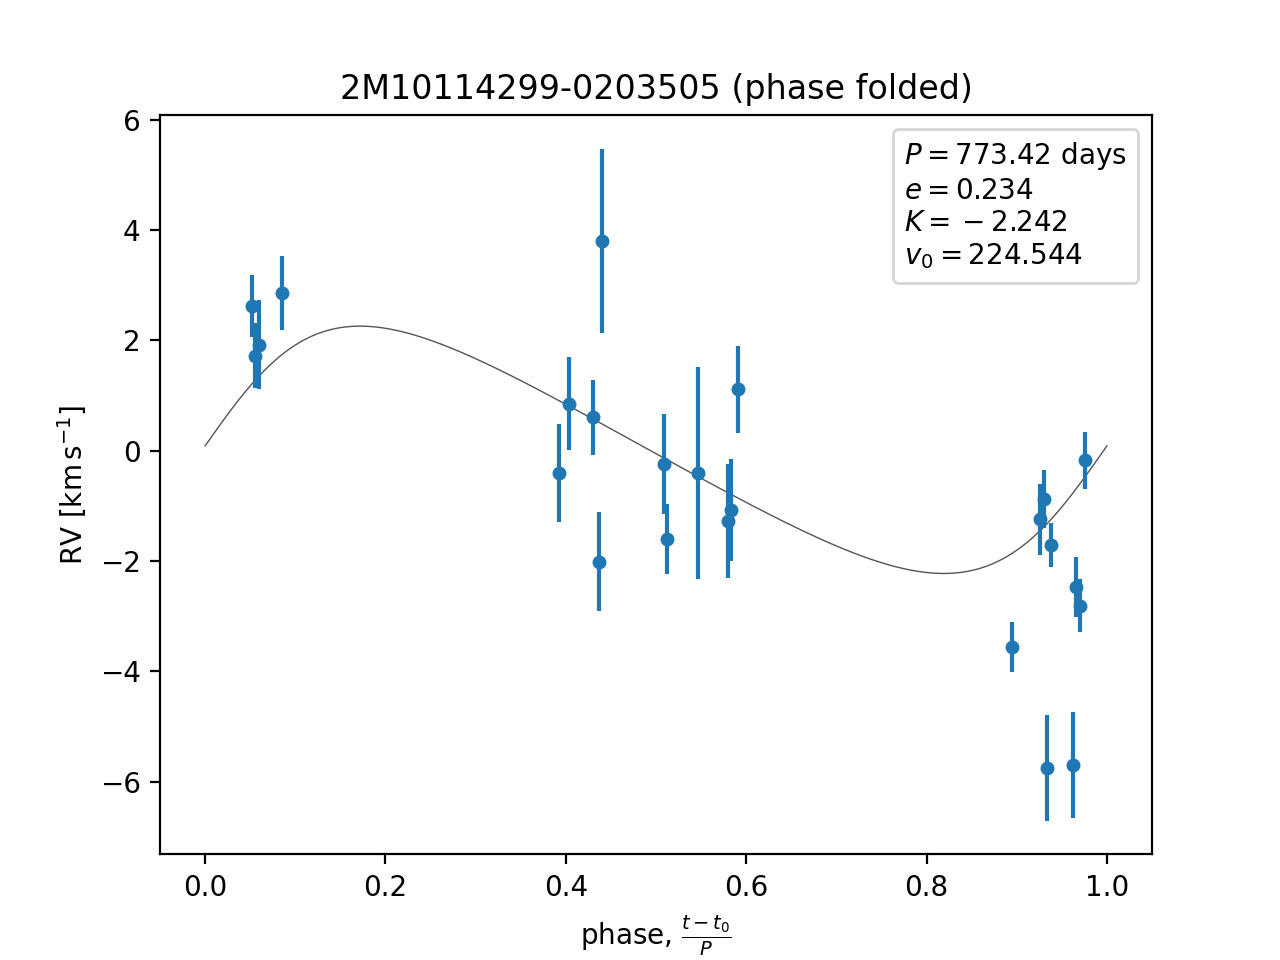 2M10114299-0203505 (phase folded)
P = 773.42 days
e = 0.234
K = −2.242
v₀ = 224.544
6
4
2
0
−2
−4
−6
RV [km s⁻¹]
0.0 0.2 0.4 0.6 0.8 1.0
phase, (t − t₀)/P